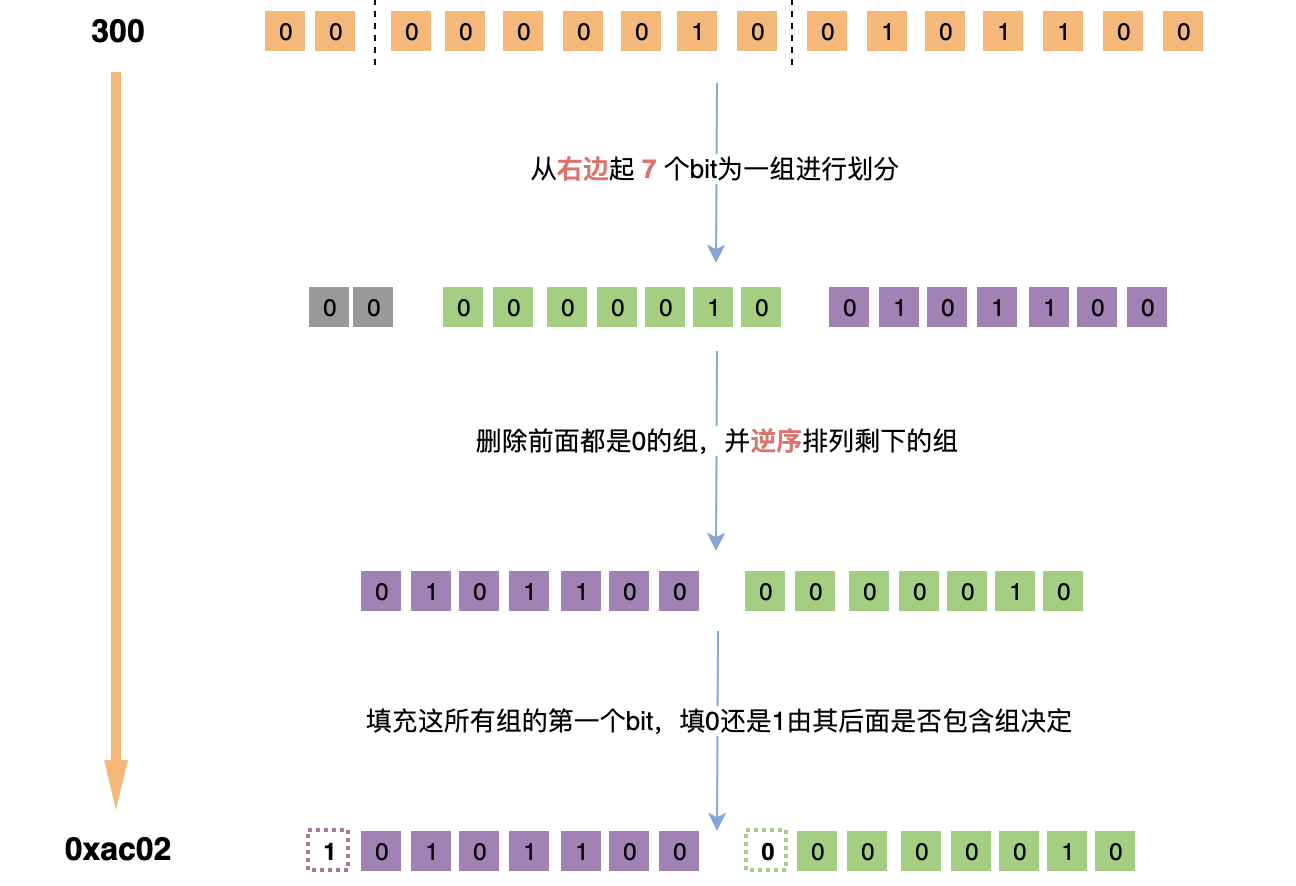 300 0 0 0 0 0 0 0 1 0 0 1 0 1 1 0 0
从右边起 7 个bit为一组进行划分
0 0 0 0 0 0 0 1 0 0 1 0 1 1 0 0
删除前面都是0的组，并逆序排列剩下的组
0 1 0 1 1 0 0 0 0 0 0 0 1 0
填充这所有组的第一个bit，填0还是1由其后面是否包含组决定
0xac02 1 0 1 0 1 1 0 0 0 0 0 0 0 0 1 0